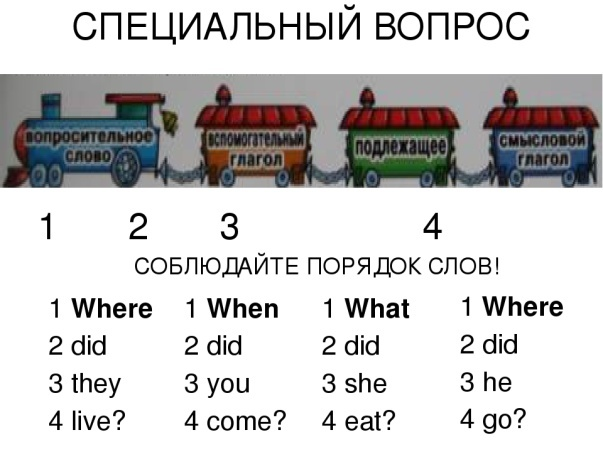 СПЕЦИАЛЬНЫЙ ВОПРОС
вопросительное слово
вспомогательный глагол
подлежащее
смысловой глагол
1 2 3 4
СОБЛЮДАЙТЕ ПОРЯДОК СЛОВ!
1 Where
2 did
3 they
4 live?
1 When
2 did
3 you
4 come?
1 What
2 did
3 she
4 eat?
1 Where
2 did
3 he
4 go?